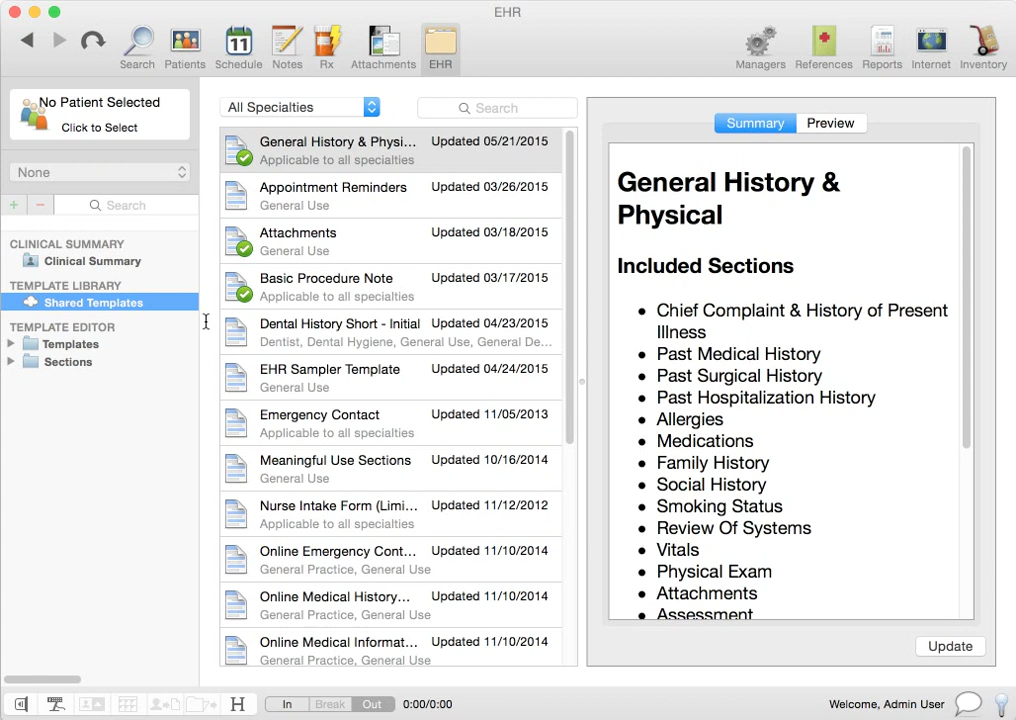 EHR
Search
Patients
11
Schedule
Notes
Rx
Attachments
EHR
Managers
References
Reports
Internet
Inventory
No Patient Selected
Click to Select
None
Search
CLINICAL SUMMARY
Clinical Summary
TEMPLATE LIBRARY
Shared Templates
TEMPLATE EDITOR
Templates
Sections
All Specialties
Search
General History & Physi... Updated 05/21/2015
Applicable to all specialties
Appointment Reminders Updated 03/26/2015
General Use
Attachments Updated 03/18/2015
General Use
Basic Procedure Note Updated 03/17/2015
Applicable to all specialties
Dental History Short - Initial Updated 04/23/2015
Dentist, Dental Hygiene, General Use, General De...
EHR Sampler Template Updated 04/24/2015
General Use
Emergency Contact Updated 11/05/2013
Applicable to all specialties
Meaningful Use Sections Updated 10/16/2014
General Use
Nurse Intake Form (Limi... Updated 11/12/2012
Applicable to all specialties
Online Emergency Cont... Updated 11/10/2014
General Practice, General Use
Online Medical History... Updated 11/10/2014
General Practice, General Use
Online Medical Informat... Updated 11/10/2014
General Practice, General Use
Summary
Preview
General History &
Physical
Included Sections
• Chief Complaint & History of Present
Illness
• Past Medical History
• Past Surgical History
• Past Hospitalization History
• Allergies
• Medications
• Family History
• Social History
• Smoking Status
• Review Of Systems
• Vitals
• Physical Exam
• Attachments
• Assessment
Update
H
In
Break
Out
0:00/0:00
Welcome, Admin User